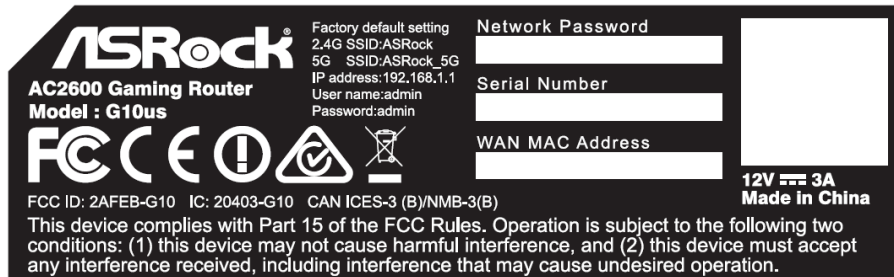 ASRock
AC2600 Gaming Router
Model : G10us
Factory default setting
2.4G SSID:ASRock
5G SSID:ASRock_5G
IP address:192.168.1.1
User name:admin
Password:admin
Network Password
Serial Number
WAN MAC Address
12V 3A
Made in China
FC CE
FCC ID: 2AFEB-G10 IC: 20403-G10 CAN ICES-3 (B)/NMB-3(B)
This device complies with Part 15 of the FCC Rules. Operation is subject to the following two
conditions: (1) this device may not cause harmful interference, and (2) this device must accept
any interference received, including interference that may cause undesired operation.